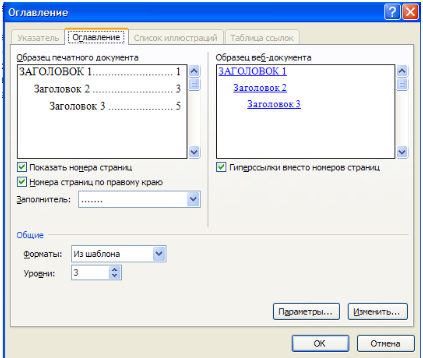 Оглавление
Указатель Оглавление Список иллюстраций Таблица ссылок
Образец печатного документа
ЗАГОЛОВОК 1.................... 1
Заголовок 2.................... 3
Заголовок 3.................... 5
Образец веб-документа
ЗАГОЛОВОК 1
Заголовок 2
Заголовок 3
Показать номера страниц
Номера страниц по правому краю
Заполнитель: .......
Гиперссылки вместо номеров страниц
Общие
Форматы: Из шаблона
Уровни: 3
Параметры... Изменить...
ОК Отмена